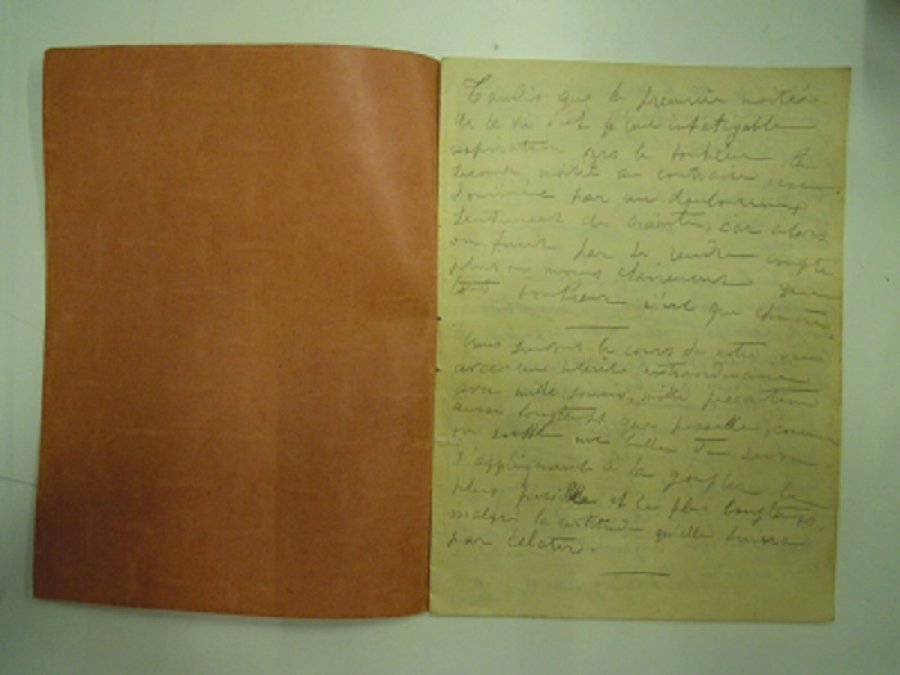 Tandis que la première moitié
de la vie n'est qu'une infatigable
aspiration vers le bonheur, la
seconde moitié au contraire est
dominée par un douloureux
sentiment de crainte, car alors
on finit par se rendre compte
plus ou moins clairement que
tout bonheur n'est que chimère
Nous suivons le cours de notre vie
avec un intérêt extraordinaire
avec mille soucis, mille précautions
aussi longtemps que possible, comme
on souffle une bulle de savon
s'appliquant à la gonfler le
plus possible et le plus longtemps,
malgré la certitude qu'elle finira
par éclater.